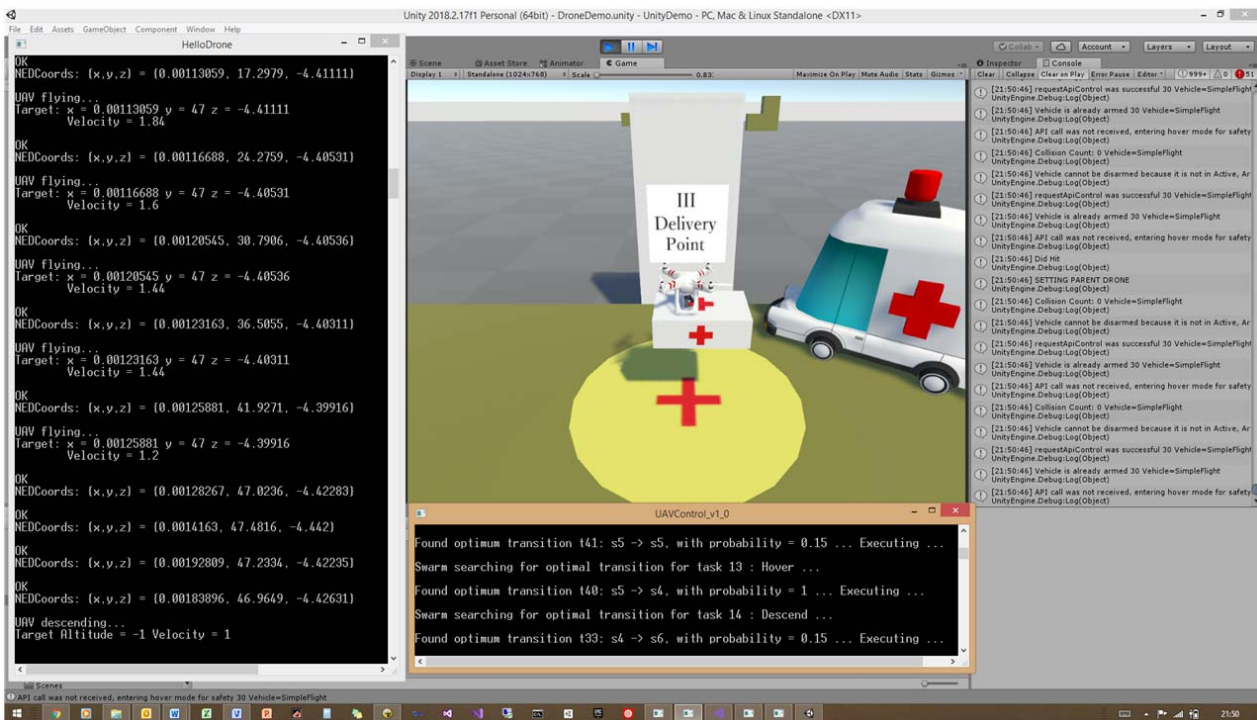 Unity 2018.2.17f1 Personal (64bit) - DroneDemo.unity - UnityDemo - PC, Mac & Linux Standalone <DX11>
File Edit Assets GameObject Component Window Help
HelloDrone
OK
NEDCoords: (x,y,z) = (0.00113059, 17.2979, -4.41111)
UAV flying...
Target: x = 0.00113059 y = 47 z = -4.41111
Velocity = 1.84
OK
NEDCoords: (x,y,z) = (0.00116688, 24.2759, -4.40531)
UAV flying...
Target: x = 0.00116688 y = 47 z = -4.40531
Velocity = 1.6
OK
NEDCoords: (x,y,z) = (0.00120545, 30.7906, -4.40536)
UAV flying...
Target: x = 0.00120545 y = 47 z = -4.40536
Velocity = 1.44
OK
NEDCoords: (x,y,z) = (0.00123163, 36.5055, -4.40311)
UAV flying...
Target: x = 0.00123163 y = 47 z = -4.40311
Velocity = 1.44
OK
NEDCoords: (x,y,z) = (0.00125881, 41.9271, -4.39916)
UAV flying...
Target: x = 0.00125881 y = 47 z = -4.39916
Velocity = 1.2
OK
NEDCoords: (x,y,z) = (0.00128267, 47.0236, -4.42283)
OK
NEDCoords: (x,y,z) = (0.0014163, 47.4816, -4.442)
OK
NEDCoords: (x,y,z) = (0.00192809, 47.2334, -4.42235)
OK
NEDCoords: (x,y,z) = (0.00183896, 46.9649, -4.42631)
UAV descending...
Target Altitude = -1 Velocity = 1
Scene Asset Store Animator Game
Display 1 Standalone (1024x768) Scale 0.83: Maximize On Play Mute Audio Stats Gizmos
III
Delivery
Point
UAVControl_v1_0
Found optimum transition t41: s5 -> s5, with probability = 0.15 ... Executing ...
Swarm searching for optimal transition for task 13 : Hover ...
Found optimum transition t40: s5 -> s4, with probability = 1 ... Executing ...
Swarm searching for optimal transition for task 14 : Descend ...
Found optimum transition t33: s4 -> s6, with probability = 0.15 ... Executing ...
Collab Account Layers Layout
Inspector Console
Clear Collapse Clear on Play Error Pause Editor 999+ 0 51
[21:50:46] requestApiControl was successful 30 Vehicle=SimpleFlight
UnityEngine.Debug:Log(Object)
[21:50:46] Vehicle is already armed 30 Vehicle=SimpleFlight
UnityEngine.Debug:Log(Object)
[21:50:46] API call was not received, entering hover mode for safety
UnityEngine.Debug:Log(Object)
[21:50:46] Collision Count: 0 Vehicle=SimpleFlight
UnityEngine.Debug:Log(Object)
[21:50:46] Vehicle cannot be disarmed because it is not in Active, Ar
UnityEngine.Debug:Log(Object)
[21:50:46] requestApiControl was successful 30 Vehicle=SimpleFlight
UnityEngine.Debug:Log(Object)
[21:50:46] Vehicle is already armed 30 Vehicle=SimpleFlight
UnityEngine.Debug:Log(Object)
[21:50:46] API call was not received, entering hover mode for safety
UnityEngine.Debug:Log(Object)
[21:50:46] Did Hit
UnityEngine.Debug:Log(Object)
[21:50:46] SETTING PARENT DRONE
UnityEngine.Debug:Log(Object)
[21:50:46] Collision Count: 0 Vehicle=SimpleFlight
UnityEngine.Debug:Log(Object)
[21:50:46] Vehicle cannot be disarmed because it is not in Active, Ar
UnityEngine.Debug:Log(Object)
[21:50:46] requestApiControl was successful 30 Vehicle=SimpleFlight
UnityEngine.Debug:Log(Object)
[21:50:46] Vehicle is already armed 30 Vehicle=SimpleFlight
UnityEngine.Debug:Log(Object)
[21:50:46] API call was not received, entering hover mode for safety
UnityEngine.Debug:Log(Object)
[21:50:46] Collision Count: 0 Vehicle=SimpleFlight
UnityEngine.Debug:Log(Object)
[21:50:46] Vehicle cannot be disarmed because it is not in Active, Ar
UnityEngine.Debug:Log(Object)
[21:50:46] requestApiControl was successful 30 Vehicle=SimpleFlight
UnityEngine.Debug:Log(Object)
[21:50:46] Vehicle is already armed 30 Vehicle=SimpleFlight
UnityEngine.Debug:Log(Object)
[21:50:46] API call was not received, entering hover mode for safety
UnityEngine.Debug:Log(Object)
Scenes
API call was not received, entering hover mode for safety 30 Vehicle=SimpleFlight
21:50